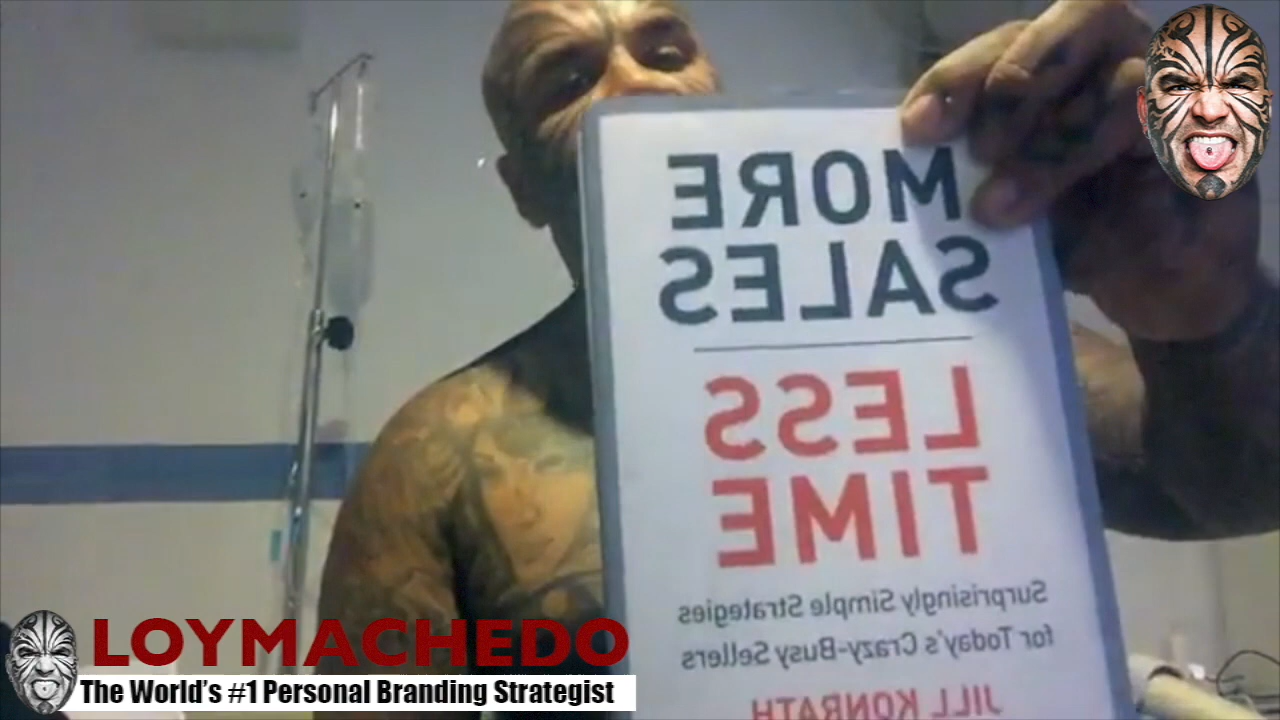 MORE
SALES
LESS
TIME
Surprisingly Simple Strategies
for Today's Crazy-Busy Sellers
JILL KONRATH
LOYMACHEDO
The World's #1 Personal Branding Strategist